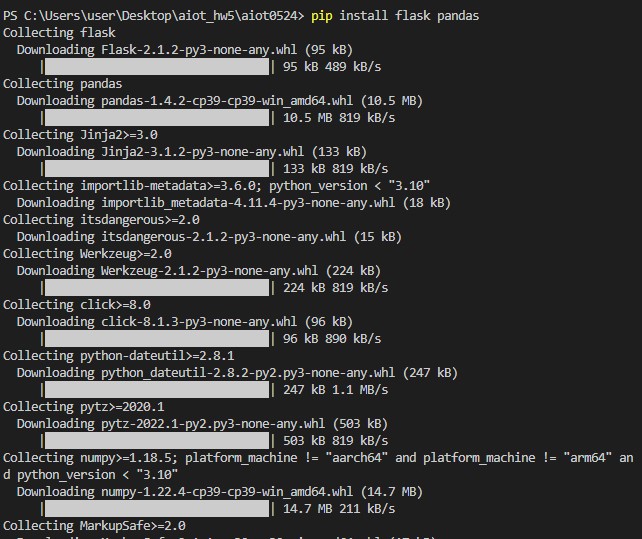 PS C:\Users\user\Desktop\aiot_hw5\aiot0524> pip install flask pandas
Collecting flask
Downloading Flask-2.1.2-py3-none-any.whl (95 kB)
|████████████████████████████████| 95 kB 489 kB/s
Collecting pandas
Downloading pandas-1.4.2-cp39-cp39-win_amd64.whl (10.5 MB)
|████████████████████████████████| 10.5 MB 819 kB/s
Collecting Jinja2>=3.0
Downloading Jinja2-3.1.2-py3-none-any.whl (133 kB)
|████████████████████████████████| 133 kB 819 kB/s
Collecting importlib-metadata>=3.6.0; python_version < "3.10"
Downloading importlib_metadata-4.11.4-py3-none-any.whl (18 kB)
Collecting itsdangerous>=2.0
Downloading itsdangerous-2.1.2-py3-none-any.whl (15 kB)
Collecting Werkzeug>=2.0
Downloading Werkzeug-2.1.2-py3-none-any.whl (224 kB)
|████████████████████████████████| 224 kB 819 kB/s
Collecting click>=8.0
Downloading click-8.1.3-py3-none-any.whl (96 kB)
|████████████████████████████████| 96 kB 890 kB/s
Collecting python-dateutil>=2.8.1
Downloading python_dateutil-2.8.2-py2.py3-none-any.whl (247 kB)
|████████████████████████████████| 247 kB 1.1 MB/s
Collecting pytz>=2020.1
Downloading pytz-2022.1-py2.py3-none-any.whl (503 kB)
|████████████████████████████████| 503 kB 819 kB/s
Collecting numpy>=1.18.5; platform_machine != "aarch64" and platform_machine != "arm64" an
d python_version < "3.10"
Downloading numpy-1.22.4-cp39-cp39-win_amd64.whl (14.7 MB)
|████████████████████████████████| 14.7 MB 211 kB/s
Collecting MarkupSafe>=2.0